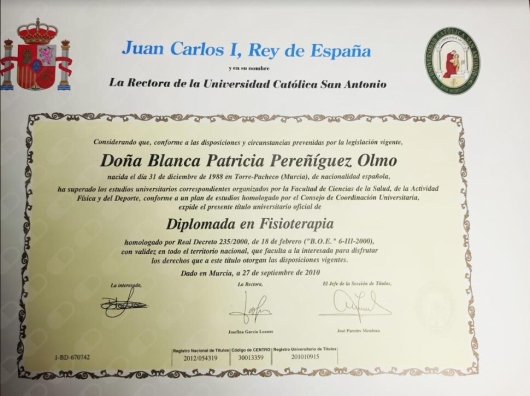 Juan Carlos I, Rey de España
y en su nombre
La Rectora de la Universidad Católica San Antonio
Considerando que, conforme a las disposiciones y circunstancias prevenidas por la legislación vigente,
Doña Blanca Patricia Pereñíguez Olmo
nacida el día 31 de diciembre de 1988 en Torre-Pacheco (Murcia), de nacionalidad española,
ha superado los estudios universitarios correspondientes organizados por la Facultad de Ciencias de la Salud, de la Actividad
Física y del Deporte, conforme a un plan de estudios homologado por el Consejo de Coordinación Universitaria,
expide el presente título universitario oficial de
Diplomada en Fisioterapia
homologado por Real Decreto 235/2000, de 18 de febrero ("B.O.E." 6-III-2000),
con validez en todo el territorio nacional, que faculta a la interesada para disfrutar
los derechos que a este título otorgan las disposiciones vigentes.
Dado en Murcia, a 27 de septiembre de 2010
La interesada, La Rectora, El Jefe de la Sección de Títulos,
Josefina García Lozano José Fuentes Mendoza
Registro Nacional de Títulos Código de CENTRO Registro Universitario de Títulos
1-BD-670742 2012/054319 30013359 201010915